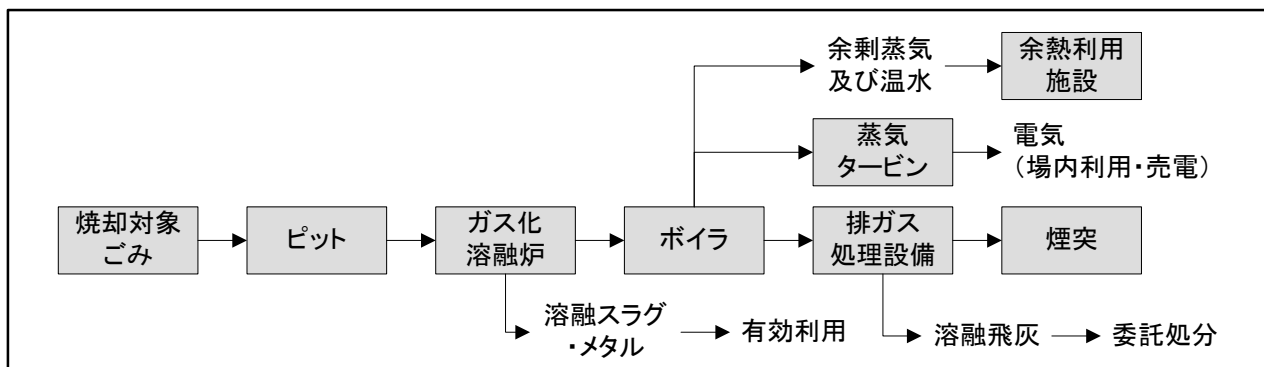 余剰蒸気
及び温水
余熱利用
施設
蒸気
タービン
電気
(場内利用・売電)
焼却対象
ごみ
ピット
ガス化
溶融炉
ボイラ
排ガス
処理設備
煙突
溶融スラグ
・メタル
有効利用
溶融飛灰
委託処分